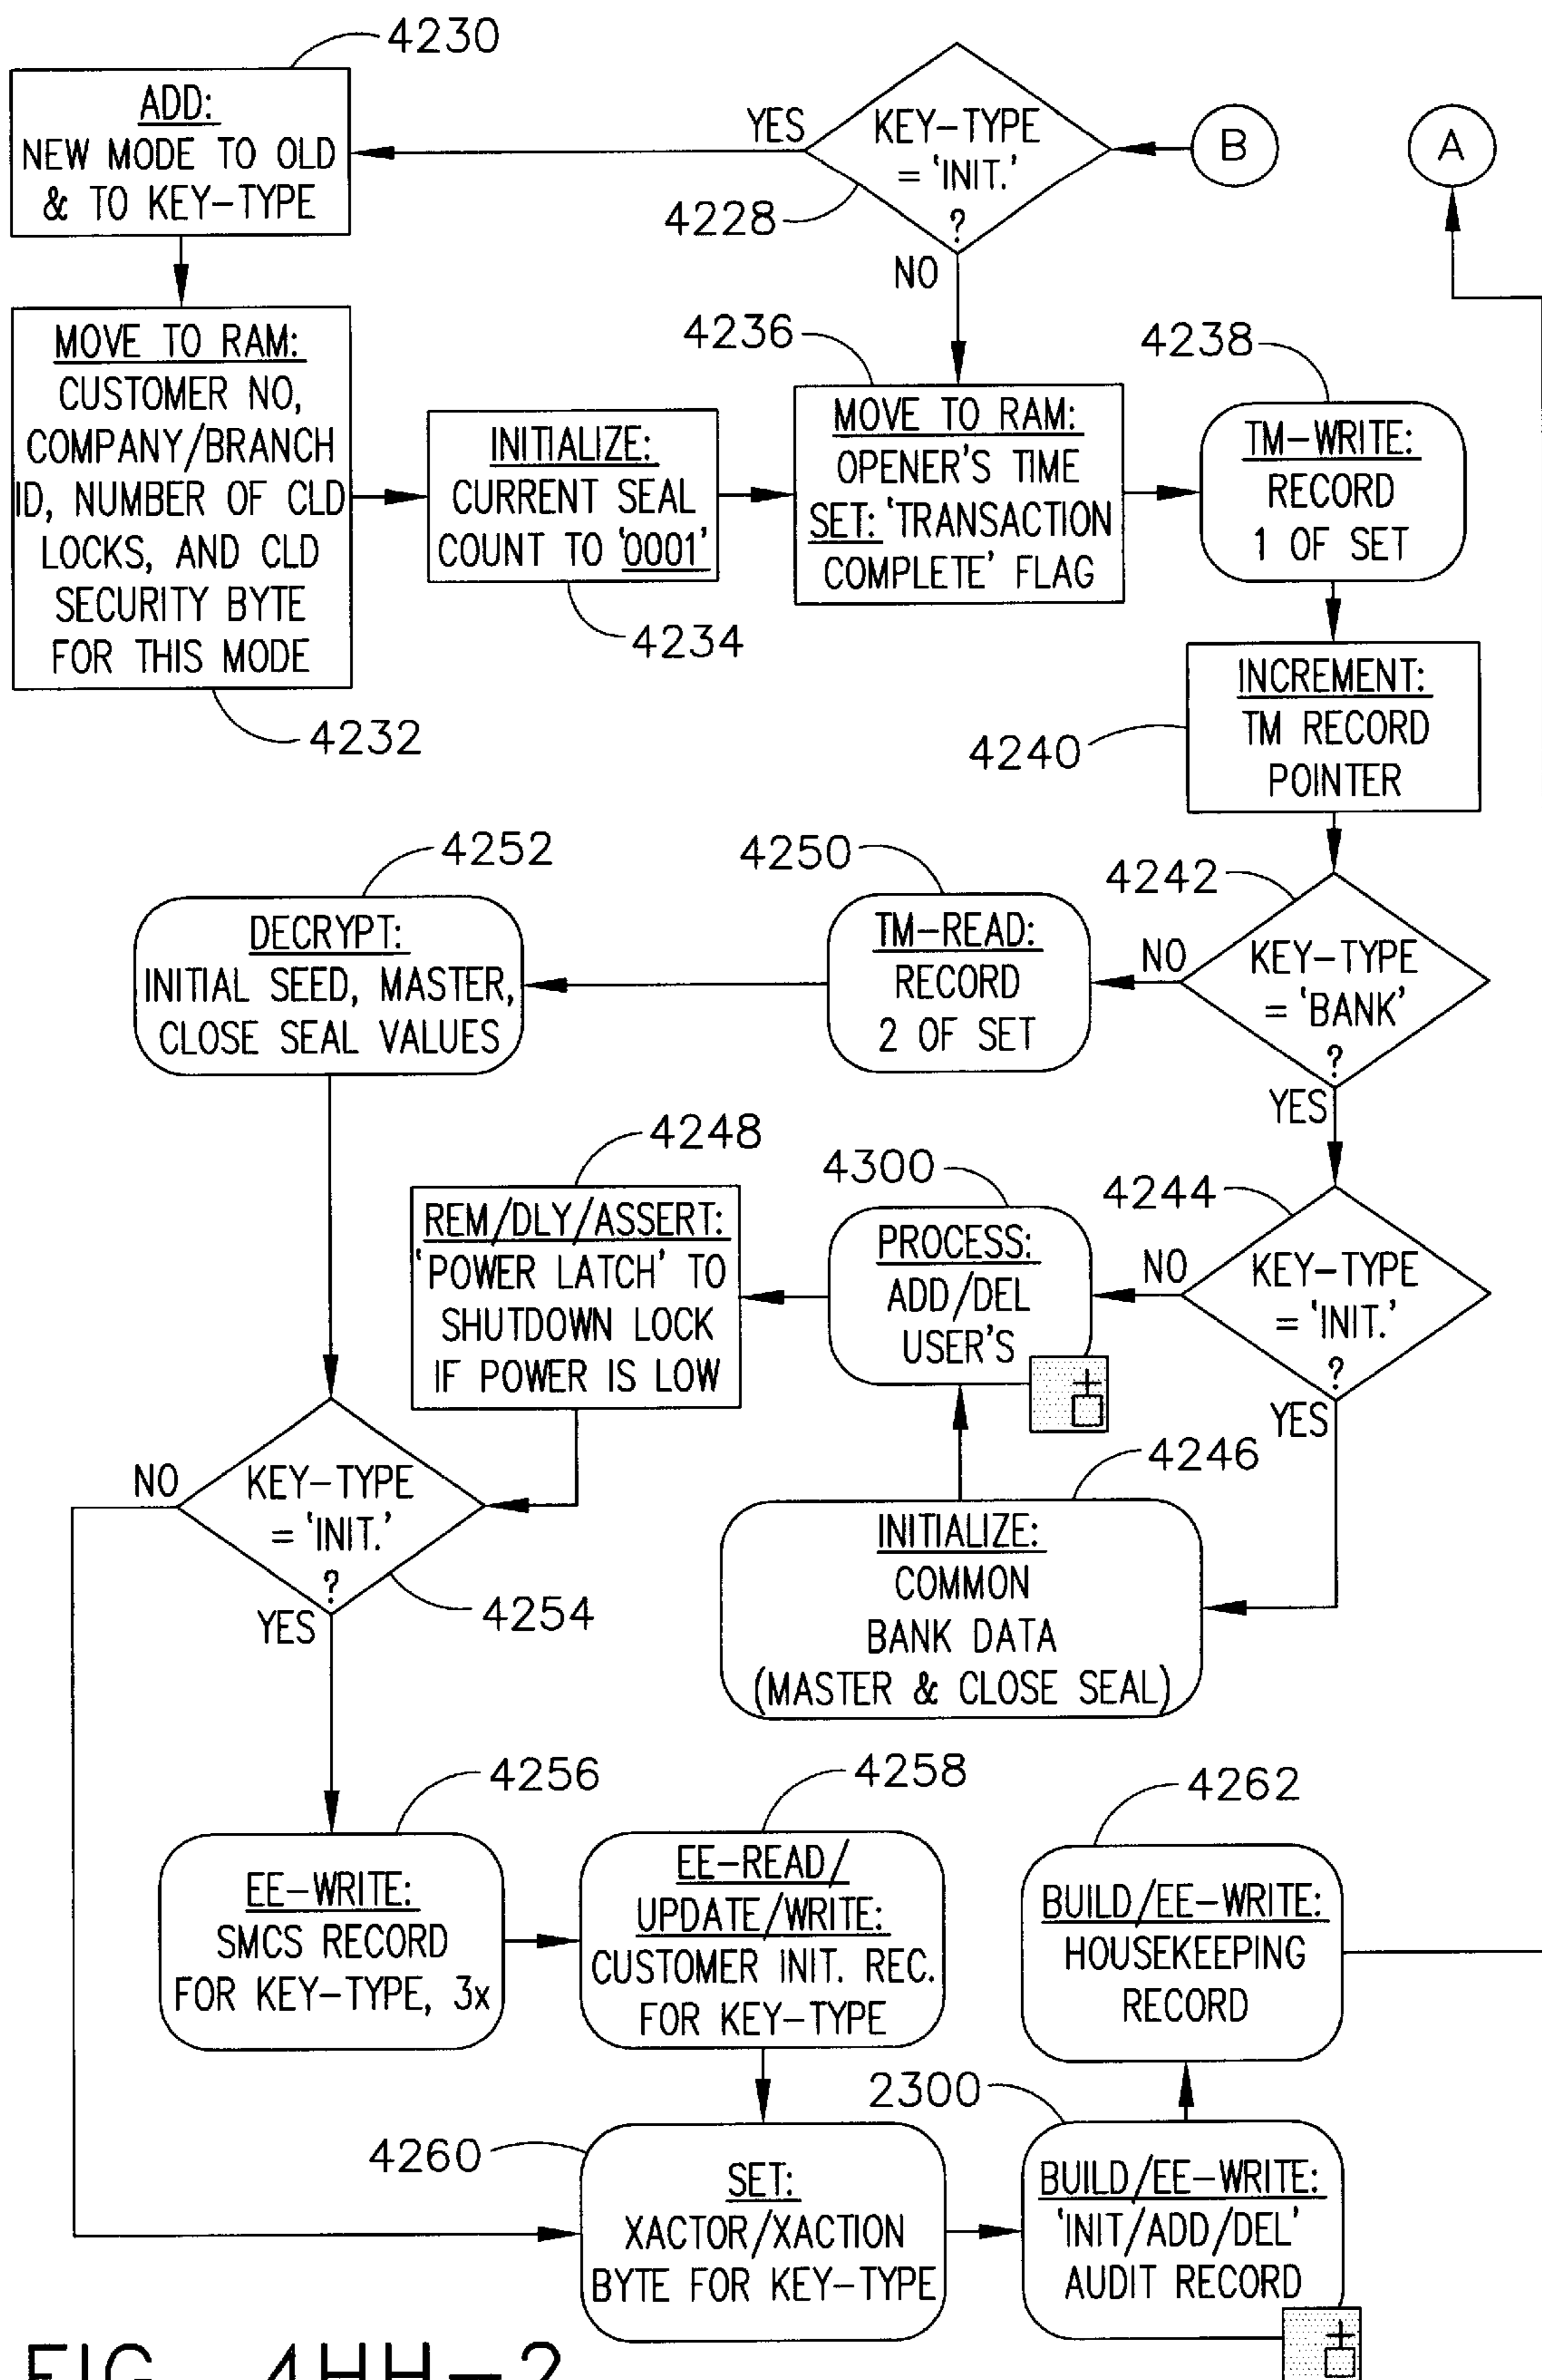 4230
ADD:
NEW MODE TO OLD
& TO KEY-TYPE
YES
KEY-TYPE
= 'INIT.'
?
4228
NO
B
A
MOVE TO RAM:
CUSTOMER NO,
COMPANY/BRANCH
ID, NUMBER OF CLD
LOCKS, AND CLD
SECURITY BYTE
FOR THIS MODE
4232
INITIALIZE:
CURRENT SEAL
COUNT TO '0001'
4234
4236
MOVE TO RAM:
OPENER'S TIME
SET: 'TRANSACTION
COMPLETE' FLAG
4238
TM-WRITE:
RECORD
1 OF SET
INCREMENT:
TM RECORD
POINTER
4240
4242
KEY-TYPE
= 'BANK'
?
NO
YES
4250
TM-READ:
RECORD
2 OF SET
4252
DECRYPT:
INITIAL SEED, MASTER,
CLOSE SEAL VALUES
4244
KEY-TYPE
= 'INIT.'
?
NO
YES
4300
PROCESS:
ADD/DEL
USER'S
4248
REM/DLY/ASSERT:
'POWER LATCH' TO
SHUTDOWN LOCK
IF POWER IS LOW
4246
INITIALIZE:
COMMON
BANK DATA
(MASTER & CLOSE SEAL)
NO
KEY-TYPE
= 'INIT.'
?
4254
YES
4256
EE-WRITE:
SMCS RECORD
FOR KEY-TYPE, 3x
4258
EE-READ/
UPDATE/WRITE:
CUSTOMER INIT. REC.
FOR KEY-TYPE
4262
BUILD/EE-WRITE:
HOUSEKEEPING
RECORD
4260
SET:
XACTOR/XACTION
BYTE FOR KEY-TYPE
2300
BUILD/EE-WRITE:
'INIT/ADD/DEL'
AUDIT RECORD
FIG. 4HH-2